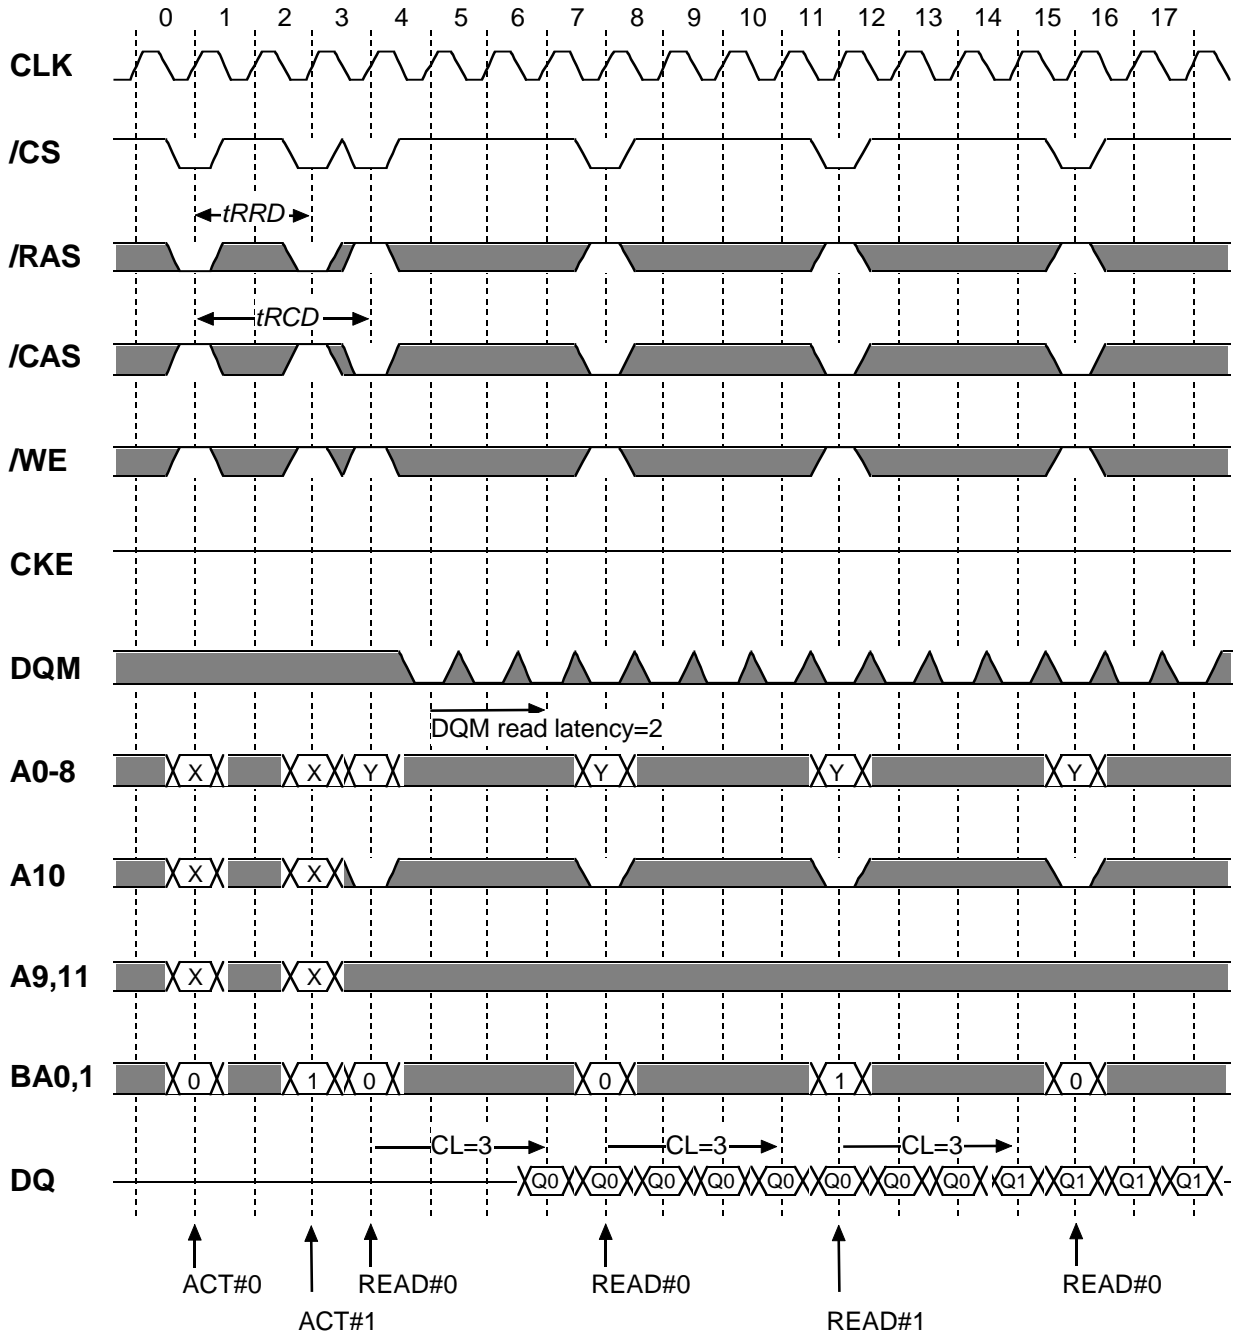 0 1 2 3 4 5 6 7 8 9 10 11 12 13 14 15 16 17
CLK
/CS
tRRD
/RAS
tRCD
/CAS
/WE
CKE
DQM
DQM read latency=2
A0-8 X X Y Y Y Y
A10 X X
A9,11 X X
BA0,1 0 1 0 0 1 0
CL=3 CL=3 CL=3
DQ Q0 Q0 Q0 Q0 Q0 Q0 Q0 Q0 Q1 Q1 Q1 Q1
ACT#0 READ#0 READ#0 READ#0
ACT#1 READ#1